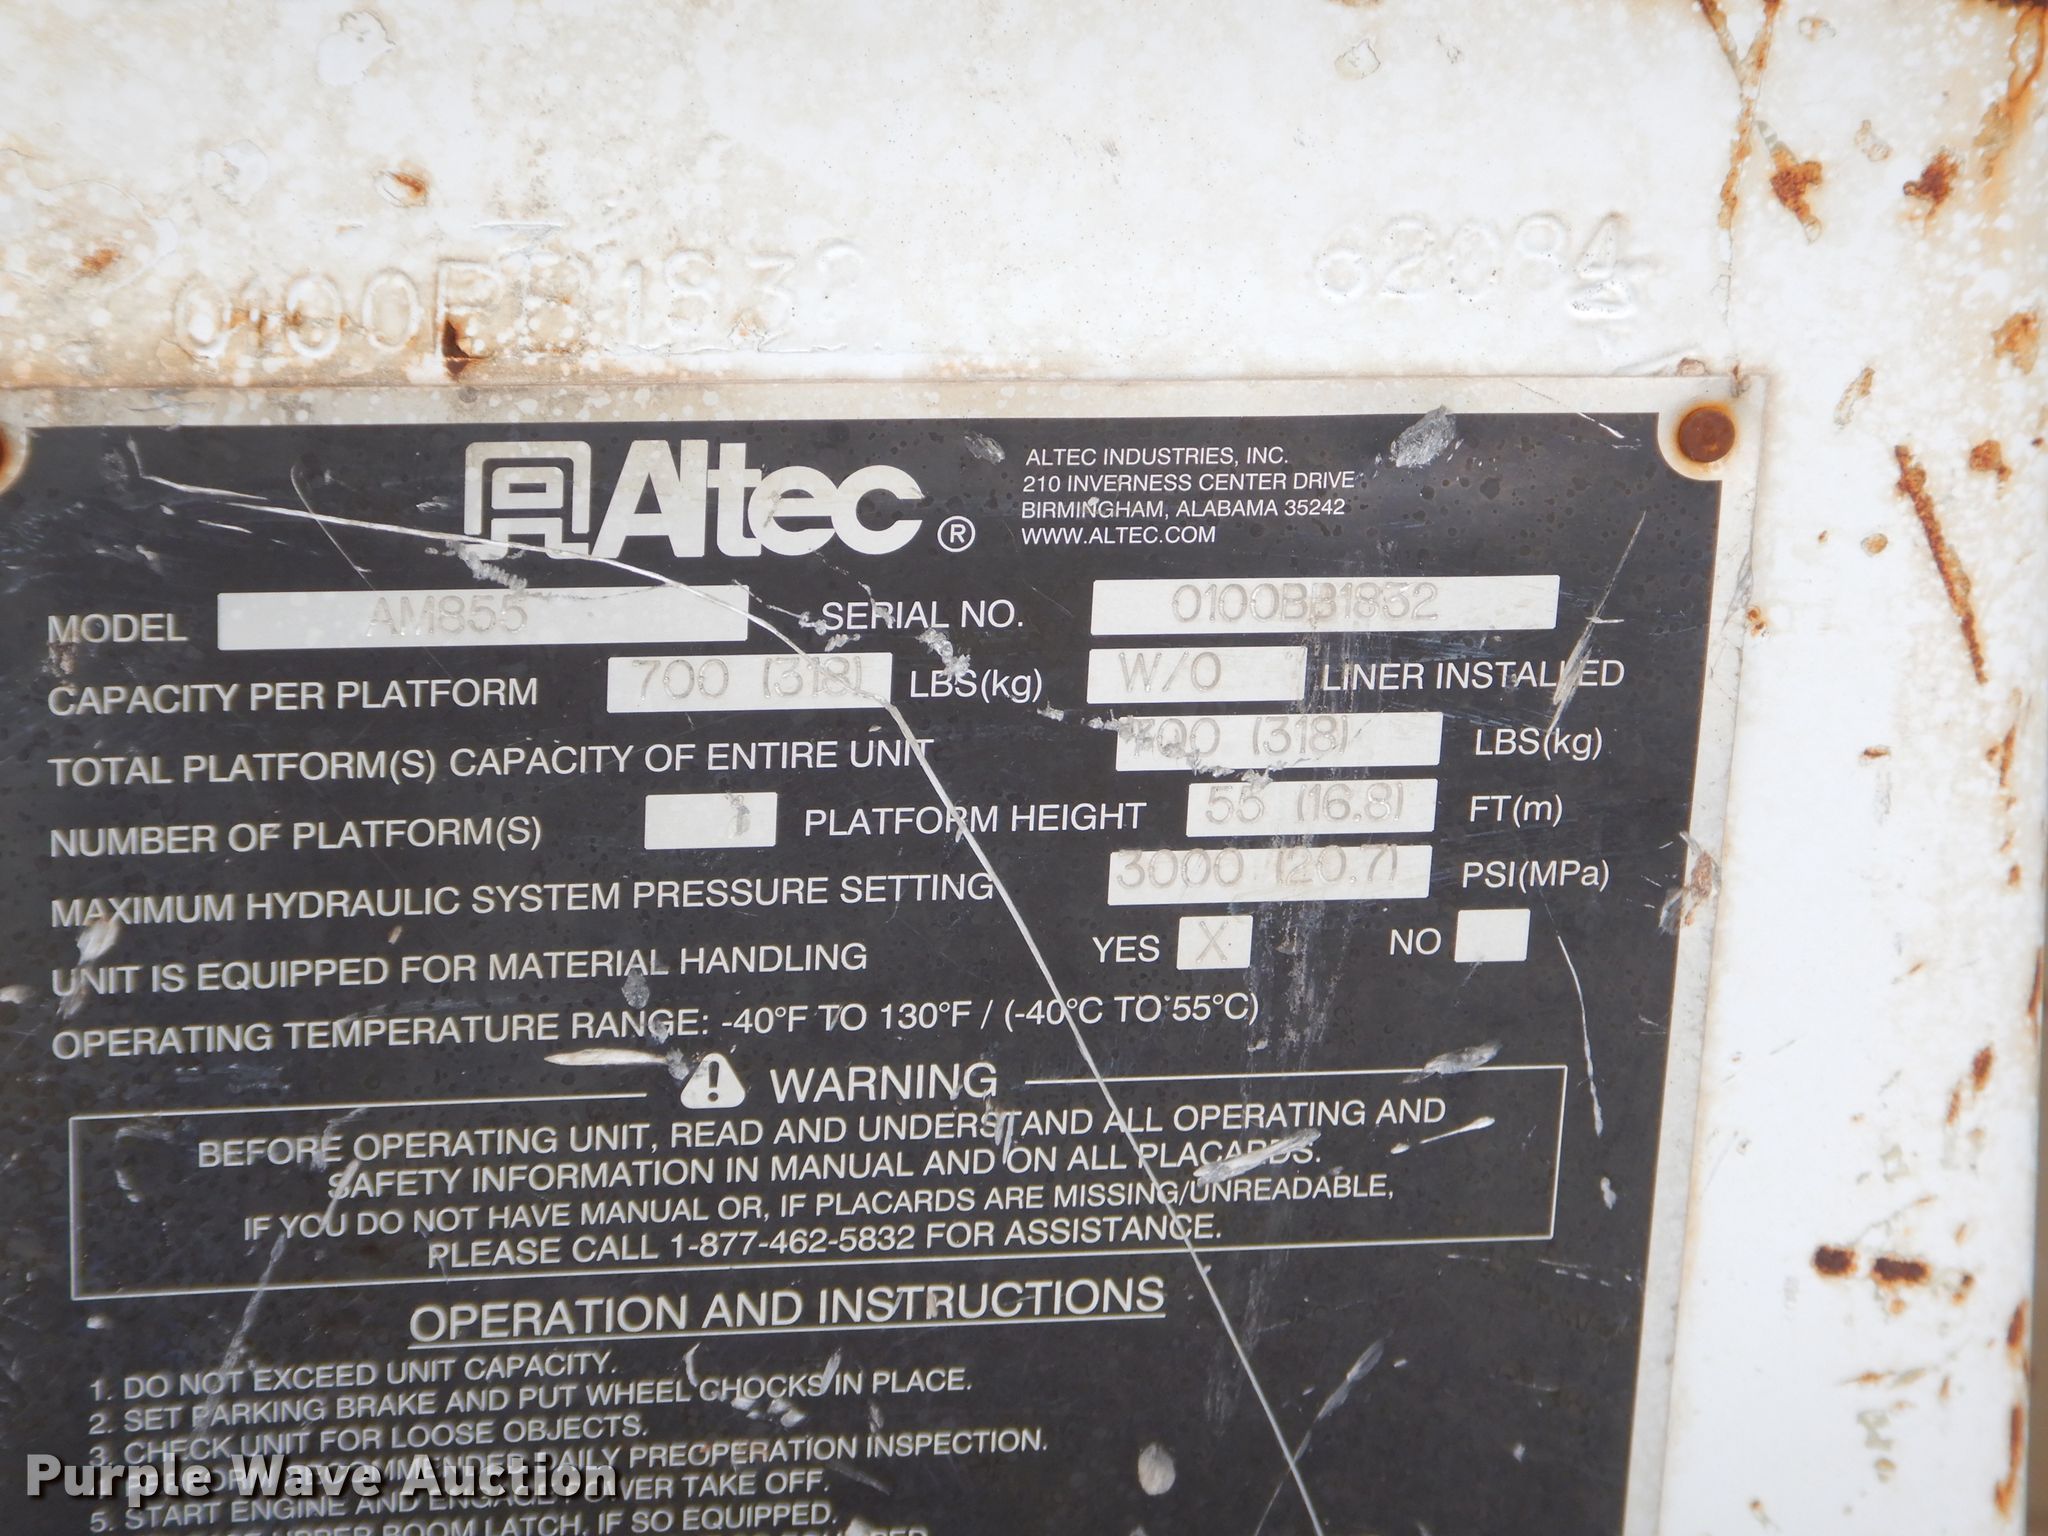 62084
Altec ®
ALTEC INDUSTRIES, INC.
210 INVERNESS CENTER DRIVE
BIRMINGHAM, ALABAMA 35242
WWW.ALTEC.COM
MODEL AM855 SERIAL NO. 0100BB1832
CAPACITY PER PLATFORM 700 (318) LBS(kg) W/O LINER INSTALLED
TOTAL PLATFORM(S) CAPACITY OF ENTIRE UNIT 700 (318) LBS(kg)
NUMBER OF PLATFORM(S) 1 PLATFORM HEIGHT 55 (16.8) FT(m)
MAXIMUM HYDRAULIC SYSTEM PRESSURE SETTING 3000 (20.7) PSI(MPa)
UNIT IS EQUIPPED FOR MATERIAL HANDLING YES X NO
OPERATING TEMPERATURE RANGE: -40°F TO 130°F / (-40°C TO 55°C)
WARNING
BEFORE OPERATING UNIT, READ AND UNDERSTAND ALL OPERATING AND
SAFETY INFORMATION IN MANUAL AND ON ALL PLACARDS.
IF YOU DO NOT HAVE MANUAL OR, IF PLACARDS ARE MISSING/UNREADABLE,
PLEASE CALL 1-877-462-5832 FOR ASSISTANCE.
OPERATION AND INSTRUCTIONS
1. DO NOT EXCEED UNIT CAPACITY.
2. SET PARKING BRAKE AND PUT WHEEL CHOCKS IN PLACE.
3. CHECK UNIT FOR LOOSE OBJECTS.
4. PERFORM RECOMMENDED DAILY PREOPERATION INSPECTION.
5. START ENGINE AND ENGAGE POWER TAKE OFF.
UPPER BOOM LATCH, IF SO EQUIPPED.
Purple Wave Auction